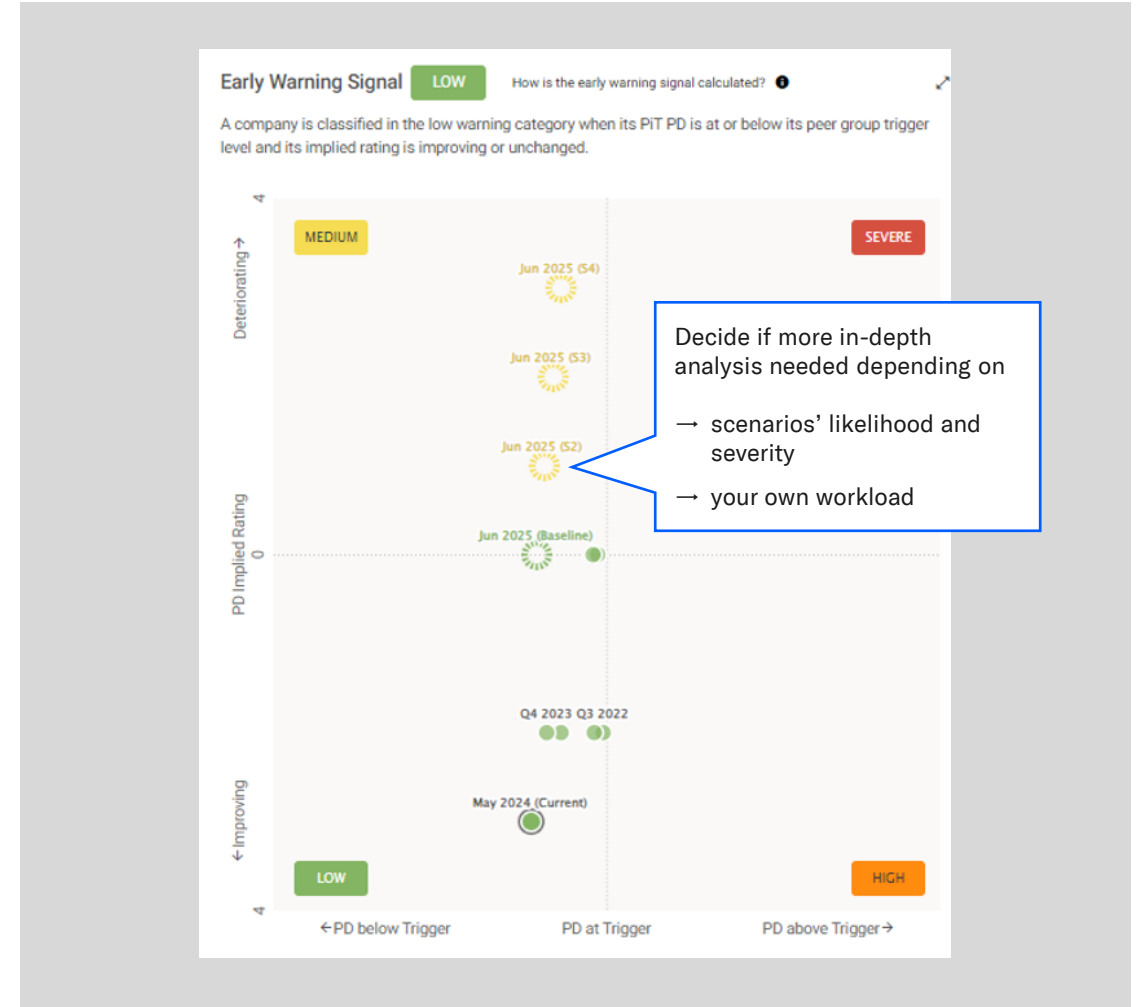 Early Warning Signal
LOW
How is the early warning signal calculated?
A company is classified in the low warning category when its PiT PD is at or below its peer group trigger
level and its implied rating is improving or unchanged.
4
Deteriorating→
MEDIUM
SEVERE
Jun 2025 (S4)
Decide if more in-depth
analysis needed depending on
→ scenarios’ likelihood and
severity
→ your own workload
Jun 2025 (S3)
Jun 2025 (S2)
PD Implied Rating
0
Jun 2025 (Baseline)
Q4 2023 Q3 2022
May 2024 (Current)
←Improving
LOW
HIGH
4
←PD below Trigger
PD at Trigger
PD above Trigger→